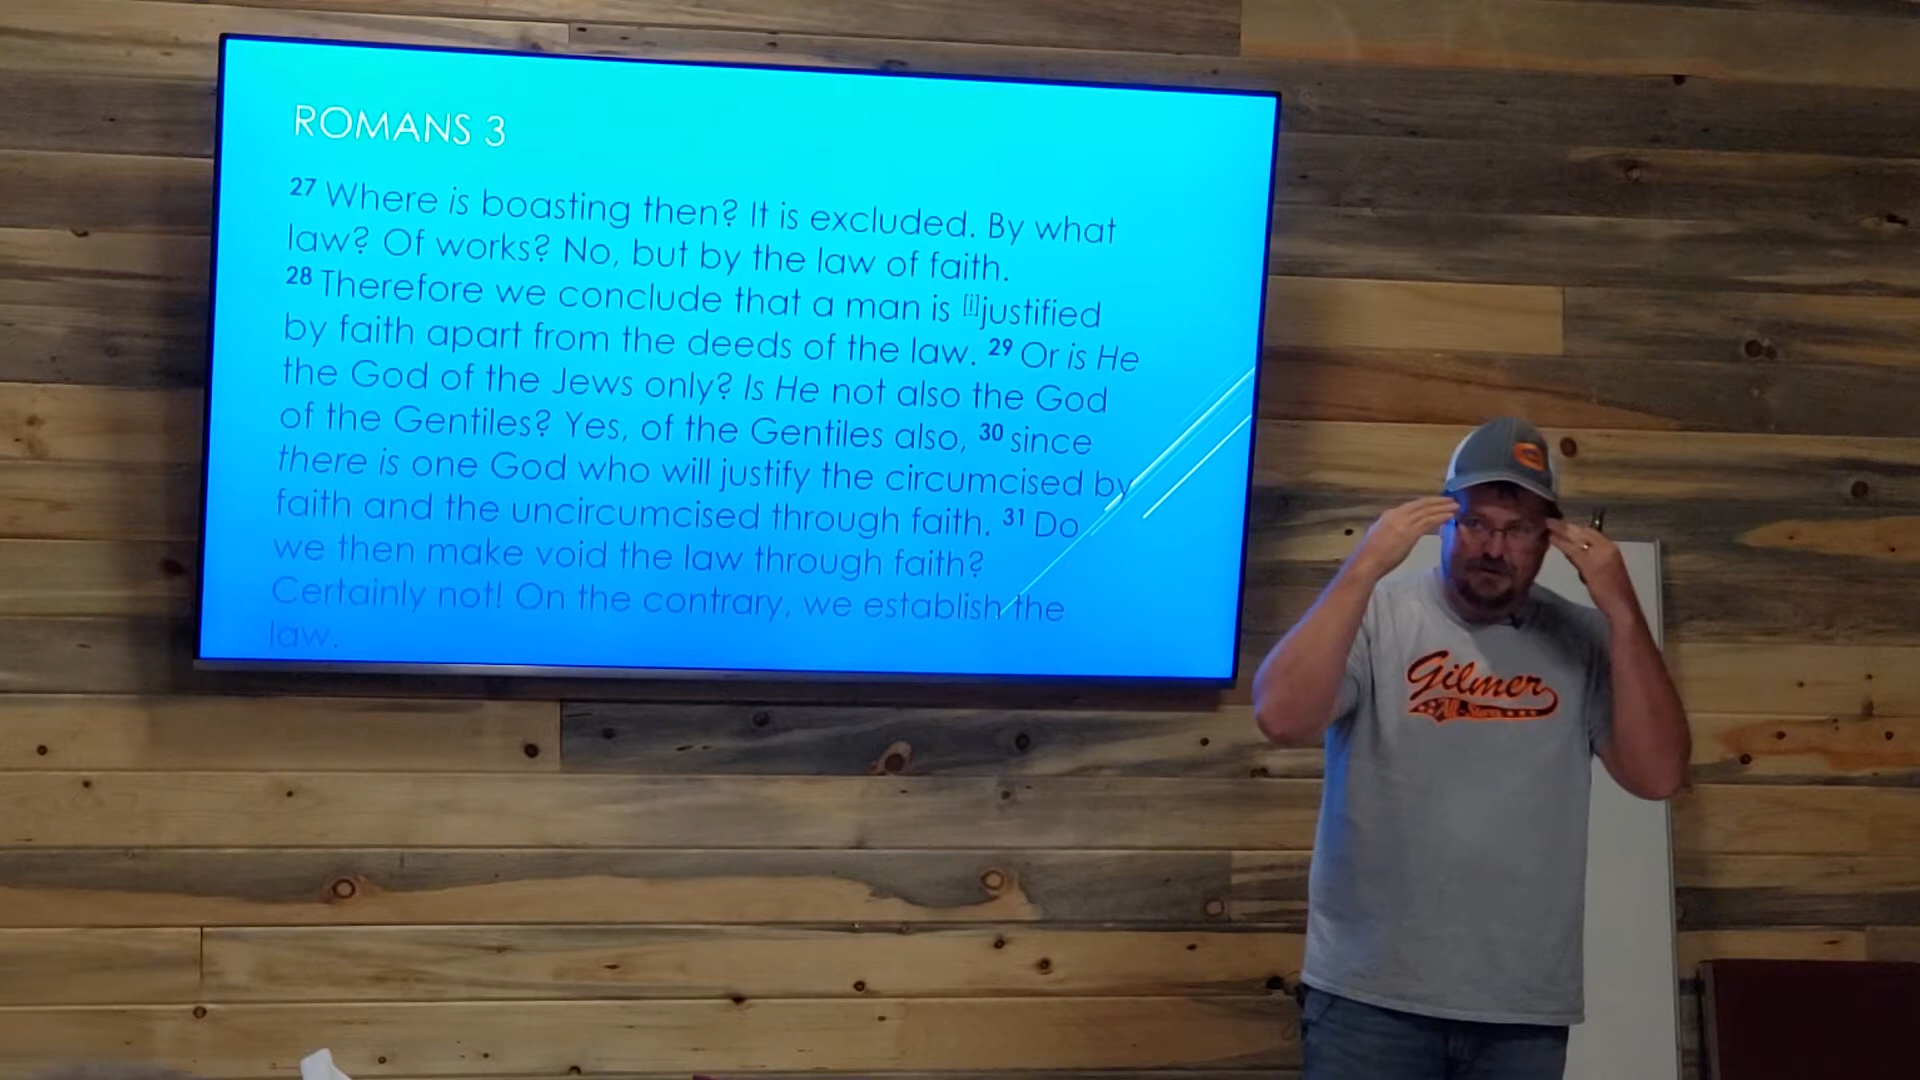 ROMANS 3
27 Where is boasting then? It is excluded. By what
law? Of works? No, but by the law of faith.
28 Therefore we conclude that a man is [i]justified
by faith apart from the deeds of the law. 29 Or is He
the God of the Jews only? Is He not also the God
of the Gentiles? Yes, of the Gentiles also, 30 since
there is one God who will justify the circumcised by
faith and the uncircumcised through faith. 31 Do
we then make void the law through faith?
Certainly not! On the contrary, we establish the
law.
Gilmer
All-Stars